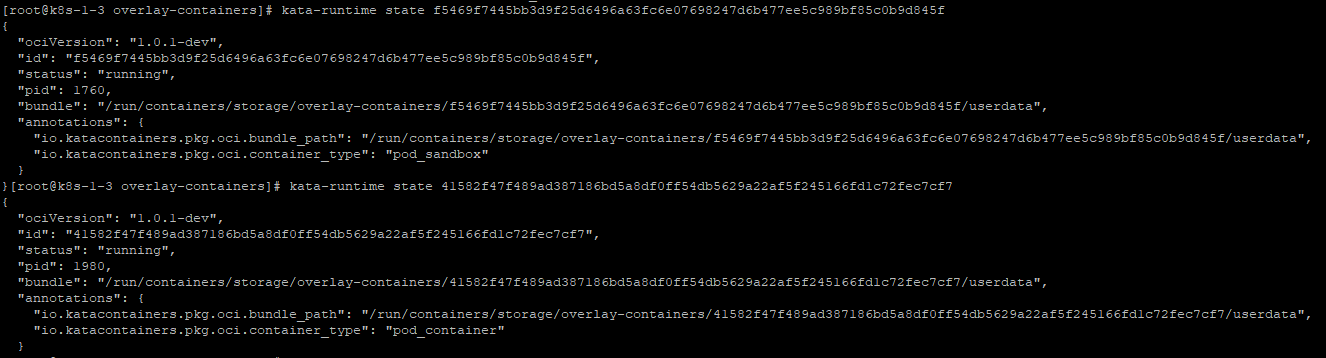 [root@k8s-1-3 overlay-containers]# kata-runtime state f5469f7445bb3d9f25d6496a63fc6e07698247d6b477ee5c989bf85c0b9d845f
{
  "ociVersion": "1.0.1-dev",
  "id": "f5469f7445bb3d9f25d6496a63fc6e07698247d6b477ee5c989bf85c0b9d845f",
  "status": "running",
  "pid": 1760,
  "bundle": "/run/containers/storage/overlay-containers/f5469f7445bb3d9f25d6496a63fc6e07698247d6b477ee5c989bf85c0b9d845f/userdata",
  "annotations": {
    "io.katacontainers.pkg.oci.bundle_path": "/run/containers/storage/overlay-containers/f5469f7445bb3d9f25d6496a63fc6e07698247d6b477ee5c989bf85c0b9d845f/userdata",
    "io.katacontainers.pkg.oci.container_type": "pod_sandbox"
  }
}[root@k8s-1-3 overlay-containers]# kata-runtime state 41582f47f489ad387186bd5a8df0ff54db5629a22af5f245166fd1c72fec7cf7
{
  "ociVersion": "1.0.1-dev",
  "id": "41582f47f489ad387186bd5a8df0ff54db5629a22af5f245166fd1c72fec7cf7",
  "status": "running",
  "pid": 1980,
  "bundle": "/run/containers/storage/overlay-containers/41582f47f489ad387186bd5a8df0ff54db5629a22af5f245166fd1c72fec7cf7/userdata",
  "annotations": {
    "io.katacontainers.pkg.oci.bundle_path": "/run/containers/storage/overlay-containers/41582f47f489ad387186bd5a8df0ff54db5629a22af5f245166fd1c72fec7cf7/userdata",
    "io.katacontainers.pkg.oci.container_type": "pod_container"
  }